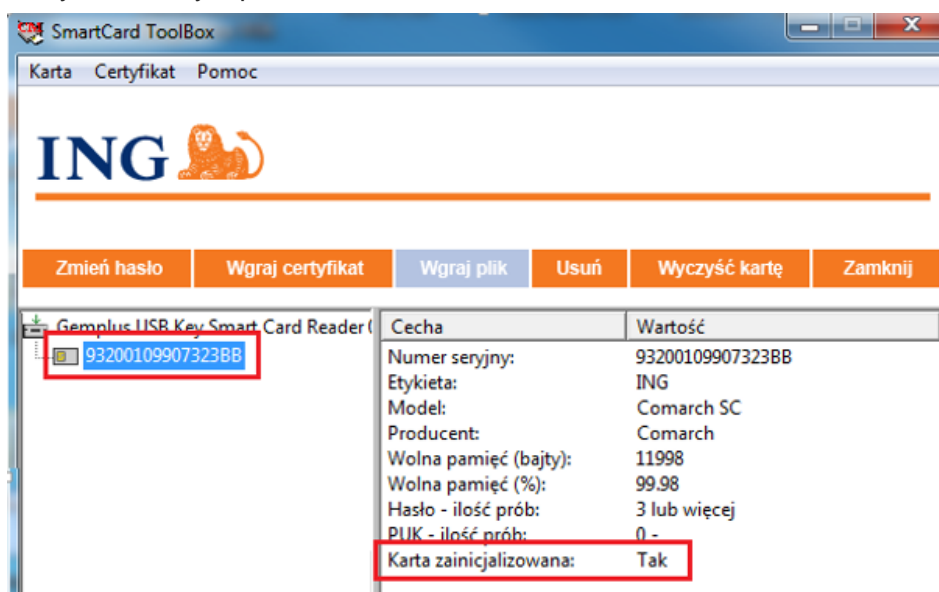 SmartCard ToolBox
Karta Certyfikat Pomoc
ING
Zmień hasło Wgraj certyfikat Wgraj plik Usuń Wyczyść kartę Zamknij
Gemplus USB Key Smart Card Reader (
93200109907323BB
Cecha Wartość
Numer seryjny: 93200109907323BB
Etykieta: ING
Model: Comarch SC
Producent: Comarch
Wolna pamięć (bajty): 11998
Wolna pamięć (%): 99.98
Hasło - ilość prób: 3 lub więcej
PUK - ilość prób: 0 -
Karta zainicjalizowana: Tak